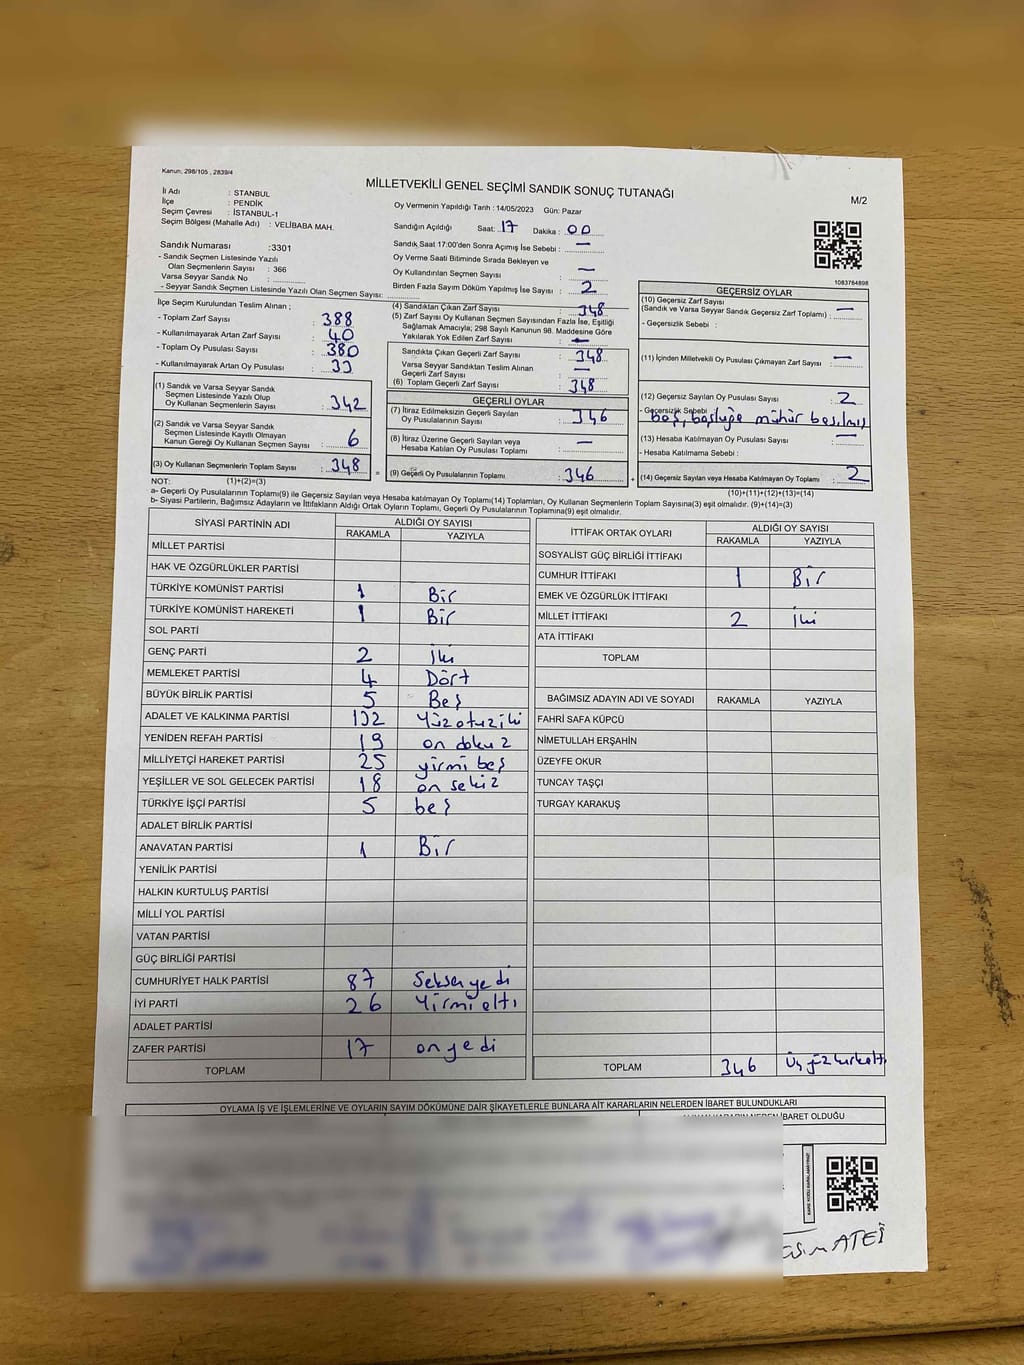 Kanun; 298/105 , 2839/4
MİLLETVEKİLİ GENEL SEÇİMİ SANDIK SONUÇ TUTANAĞI
M/2
İl Adı : STANBUL
İlçe : PENDİK
Seçim Çevresi : İSTANBUL-1
Seçim Bölgesi (Mahalle Adı) : VELİBABA MAH.
Oy Vermenin Yapıldığı Tarih : 14/05/2023 Gün: Pazar
Sandığın Açıldığı Saat: 17 Dakika : 00
Sandık Saat 17:00'den Sonra Açımış İse Sebebi : —
Oy Verme Saati Bitiminde Sırada Bekleyen ve
Oy Kullandırılan Seçmen Sayısı : —
Birden Fazla Sayım Döküm Yapılmış İse Sayısı : 2
1083784898
Sandık Numarası :3301
- Sandık Seçmen Listesinde Yazılı
Olan Seçmenlerin Sayısı : 366
Varsa Seyyar Sandık No :
- Seyyar Sandık Seçmen Listesinde Yazılı Olan Seçmen Sayısı:
İlçe Seçim Kurulundan Teslim Alınan ;
- Toplam Zarf Sayısı : 388
- Kullanılmayarak Artan Zarf Sayısı : 40
- Toplam Oy Pusulası Sayısı : 380
- Kullanılmayarak Artan Oy Pusulası : 33
(1) Sandık ve Varsa Seyyar Sandık
Seçmen Listesinde Yazılı Olup
Oy Kullanan Seçmenlerin Sayısı : 342
(2) Sandık ve Varsa Seyyar Sandık
Seçmen Listesinde Kayıtlı Olmayan
Kanun Gereği Oy Kullanan Seçmen Sayısı : 6
(3) Oy Kullanan Seçmenlerin Toplam Sayısı : 348
(4) Sandıktan Çıkan Zarf Sayısı : 348
(5) Zarf Sayısı Oy Kullanan Seçmen Sayısından Fazla İse, Eşitliği
Sağlamak Amacıyla; 298 Sayılı Kanunun 98. Maddesine Göre
Yakılarak Yok Edilen Zarf Sayısı : —
Sandıkta Çıkan Geçerli Zarf Sayısı : 348
Varsa Seyyar Sandıktan Teslim Alınan
Geçerli Zarf Sayısı : —
(6) Toplam Geçerli Zarf Sayısı : 348
GEÇERLİ OYLAR
(7) İtiraz Edilmeksizin Geçerli Sayılan
Oy Pusulalarının Sayısı : 346
(8) İtiraz Üzerine Geçerli Sayılan veya
Hesaba Katılan Oy Pusulası Toplamı : —
(9) Geçerli Oy Pusulalarının Toplamı : 346
GEÇERSİZ OYLAR
(10) Geçersiz Zarf Sayısı
(Sandık ve Varsa Seyyar Sandık Geçersiz Zarf Toplamı) : —
- Geçersizlik Sebebi :
(11) İçinden Milletvekili Oy Pusulası Çıkmayan Zarf Sayısı : —
(12) Geçersiz Sayılan Oy Pusulası Sayısı : 2
- Geçersizlik Sebebi boş, boşluğa mühür basılmış
(13) Hesaba Katılmayan Oy Pusulası Sayısı : —
- Hesaba Katılmama Sebebi :
(14) Geçersiz Sayılan veya Hesaba Katılmayan Oy Toplamı : 2
NOT: (1)+(2)=(3)
(10)+(11)+(12)+(13)=(14)
a- Geçerli Oy Pusulalarının Toplamı(9) ile Geçersiz Sayılan veya Hesaba katılmayan Oy Toplamı(14) Toplamları, Oy Kullanan Seçmenlerin Toplam Sayısına(3) eşit olmalıdır. (9)+(14)=(3)
b- Siyasi Partilerin, Bağımsız Adayların ve İttifakların Aldığı Ortak Oyların Toplamı, Geçerli Oy Pusulalarının Toplamına(9) eşit olmalıdır.
SİYASİ PARTİNİN ADI ALDIĞI OY SAYISI
RAKAMLA YAZIYLA
MİLLET PARTİSİ
HAK VE ÖZGÜRLÜKLER PARTİSİ
TÜRKİYE KOMÜNİST PARTİSİ 1 Bir
TÜRKİYE KOMÜNİST HAREKETİ 1 Bir
SOL PARTİ
GENÇ PARTİ 2 İki
MEMLEKET PARTİSİ 4 Dört
BÜYÜK BİRLİK PARTİSİ 5 Beş
ADALET VE KALKINMA PARTİSİ 132 Yüzotuziki
YENİDEN REFAH PARTİSİ 19 on dokuz
MİLLİYETÇİ HAREKET PARTİSİ 25 yirmi beş
YEŞİLLER VE SOL GELECEK PARTİSİ 18 on sekiz
TÜRKİYE İŞÇİ PARTİSİ 5 beş
ADALET BİRLİK PARTİSİ
ANAVATAN PARTİSİ 1 Bir
YENİLİK PARTİSİ
HALKIN KURTULUŞ PARTİSİ
MİLLİ YOL PARTİSİ
VATAN PARTİSİ
GÜÇ BİRLİĞİ PARTİSİ
CUMHURİYET HALK PARTİSİ 87 Seksenyedi
İYİ PARTİ 26 Yirmialtı
ADALET PARTİSİ
ZAFER PARTİSİ 17 onyedi
TOPLAM
İTTİFAK ORTAK OYLARI ALDIĞI OY SAYISI
RAKAMLA YAZIYLA
SOSYALİST GÜÇ BİRLİĞİ İTTİFAKI
CUMHUR İTTİFAKI 1 Bir
EMEK VE ÖZGÜRLÜK İTTİFAKI
MİLLET İTTİFAKI 2 İki
ATA İTTİFAKI
TOPLAM
BAĞIMSIZ ADAYIN ADI VE SOYADI RAKAMLA YAZIYLA
FAHRİ SAFA KÜPCÜ
NİMETULLAH ERŞAHİN
ÜZEYFE OKUR
TUNCAY TAŞÇI
TURGAY KARAKUŞ
TOPLAM 346 üçyüzkırkaltı
OYLAMA İŞ VE İŞLEMLERİNE VE OYLARIN SAYIM DÖKÜMÜNE DAİR ŞİKAYETLERLE BUNLARA AİT KARARLARIN NELERDEN İBARET BULUNDUKLARI
İBARET OLDUĞU
ATEŞ